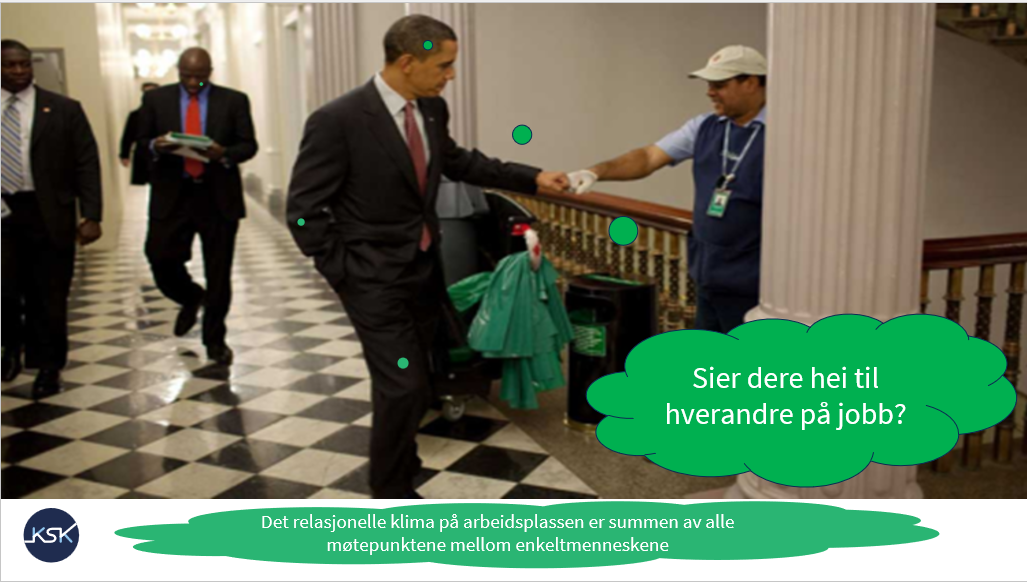 Sier dere hei til
hverandre på jobb?
Det relasjonelle klima på arbeidsplassen er summen av alle
møtepunktene mellom enkeltmenneskene
KSK